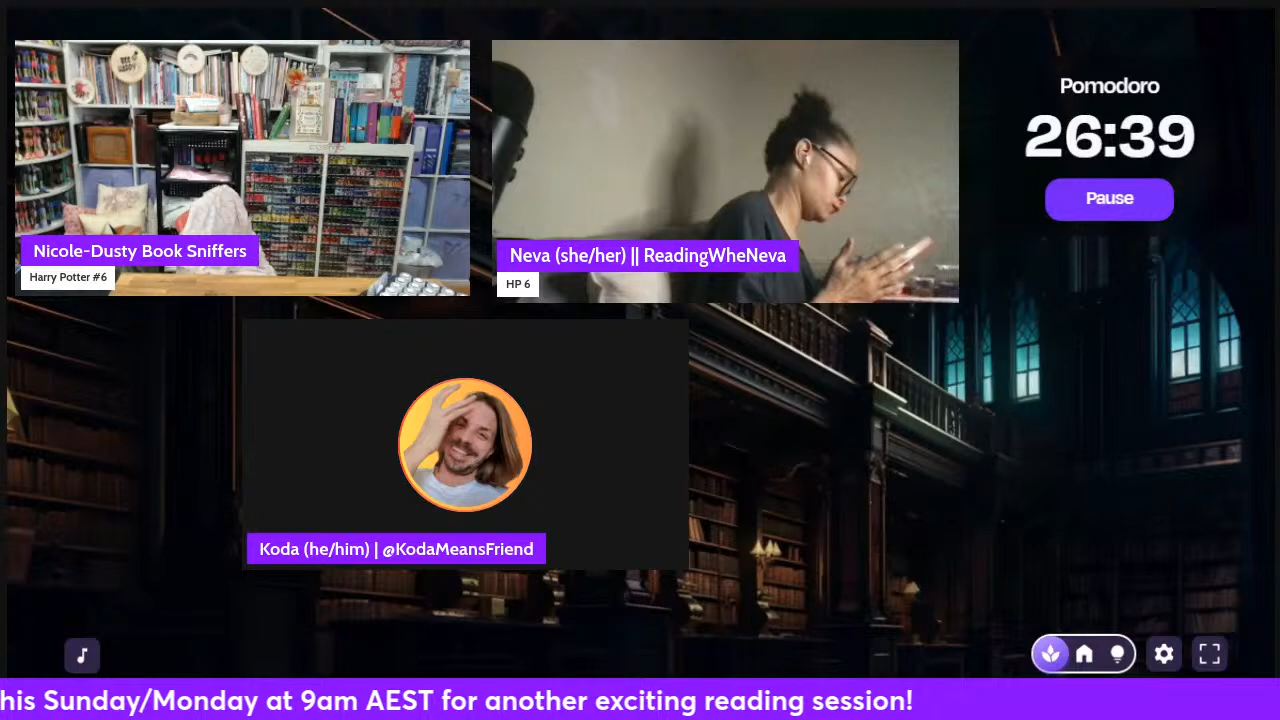 Pomodoro
26:39
Pause
Nicole-Dusty Book Sniffers
Harry Potter #6
Neva (she/her) || ReadingWheNeva
HP 6
Koda (he/him) | @KodaMeansFriend
his Sunday/Monday at 9am AEST for another exciting reading session!